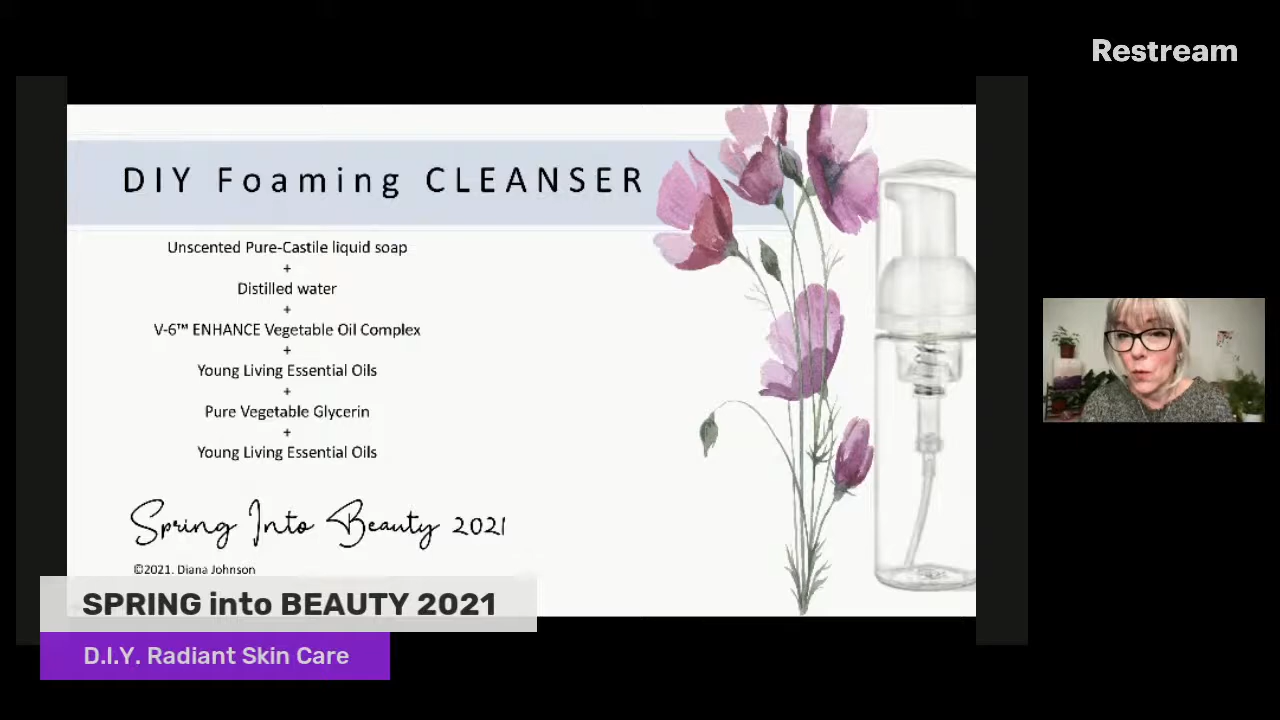 Restream
DIY Foaming CLEANSER
Unscented Pure-Castile liquid soap
+
Distilled water
+
V-6™ ENHANCE Vegetable Oil Complex
+
Young Living Essential Oils
+
Pure Vegetable Glycerin
+
Young Living Essential Oils
Spring Into Beauty 2021
©2021. Diana Johnson
SPRING into BEAUTY 2021
D.I.Y. Radiant Skin Care